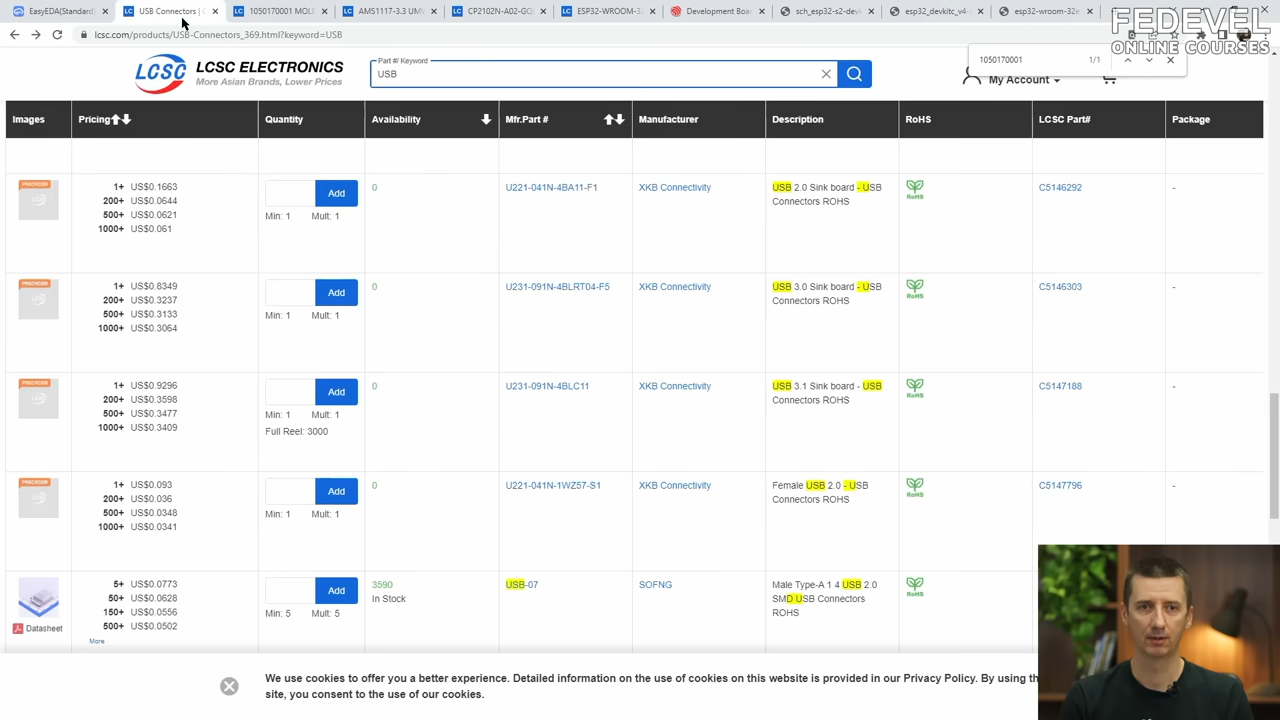 EasyEDA(Standard)
USB Connectors | C
1050170001 MOLE
AMS1117-3.3 UMW
CP2102N-A02-GQ
ESP32-WROOM-32
Development Boa
sch_esp32-s2-dev
esp32_devkitc_v4
esp32-wroom-32e
FEDEVEL
ONLINE COURSES
lcsc.com/products/USB-Connectors_369.html?keyword=USB
1050170001
1/1
LCSC
LCSC ELECTRONICS
More Asian Brands, Lower Prices
Part #/ Keyword
USB
My Account
Images Pricing Quantity Availability Mfr.Part # Manufacturer Description RoHS LCSC Part# Package
PREORDER
1+ US$0.1663
200+ US$0.0644
500+ US$0.0621
1000+ US$0.061
Add
Min: 1 Mult: 1
0
U221-041N-4BA11-F1
XKB Connectivity
USB 2.0 Sink board - USB
Connectors ROHS
RoHS
C5146292
-
PREORDER
1+ US$0.8349
200+ US$0.3237
500+ US$0.3133
1000+ US$0.3064
Add
Min: 1 Mult: 1
0
U231-091N-4BLRT04-F5
XKB Connectivity
USB 3.0 Sink board - USB
Connectors ROHS
RoHS
C5146303
-
PREORDER
1+ US$0.9296
200+ US$0.3598
500+ US$0.3477
1000+ US$0.3409
Add
Min: 1 Mult: 1
Full Reel: 3000
0
U231-091N-4BLC11
XKB Connectivity
USB 3.1 Sink board - USB
Connectors ROHS
RoHS
C5147188
-
PREORDER
1+ US$0.093
200+ US$0.036
500+ US$0.0348
1000+ US$0.0341
Add
Min: 1 Mult: 1
0
U221-041N-1WZ57-S1
XKB Connectivity
Female USB 2.0 - USB
Connectors ROHS
RoHS
C5147796
-
Datasheet
5+ US$0.0773
50+ US$0.0628
150+ US$0.0556
500+ US$0.0502
More
Add
Min: 5 Mult: 5
3590
In Stock
USB-07
SOFNG
Male Type-A 1 4 USB 2.0
SMD USB Connectors
ROHS
RoHS
We use cookies to offer you a better experience. Detailed information on the use of cookies on this website is provided in our Privacy Policy. By using th
site, you consent to the use of our cookies.